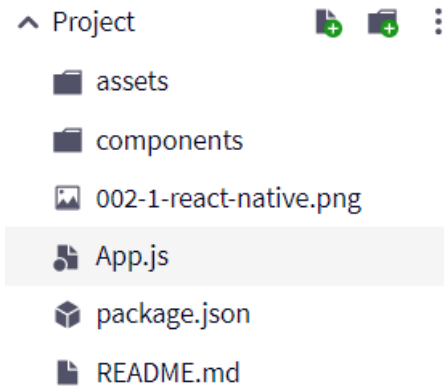 Project
assets
components
002-1-react-native.png
App.js
package.json
README.md